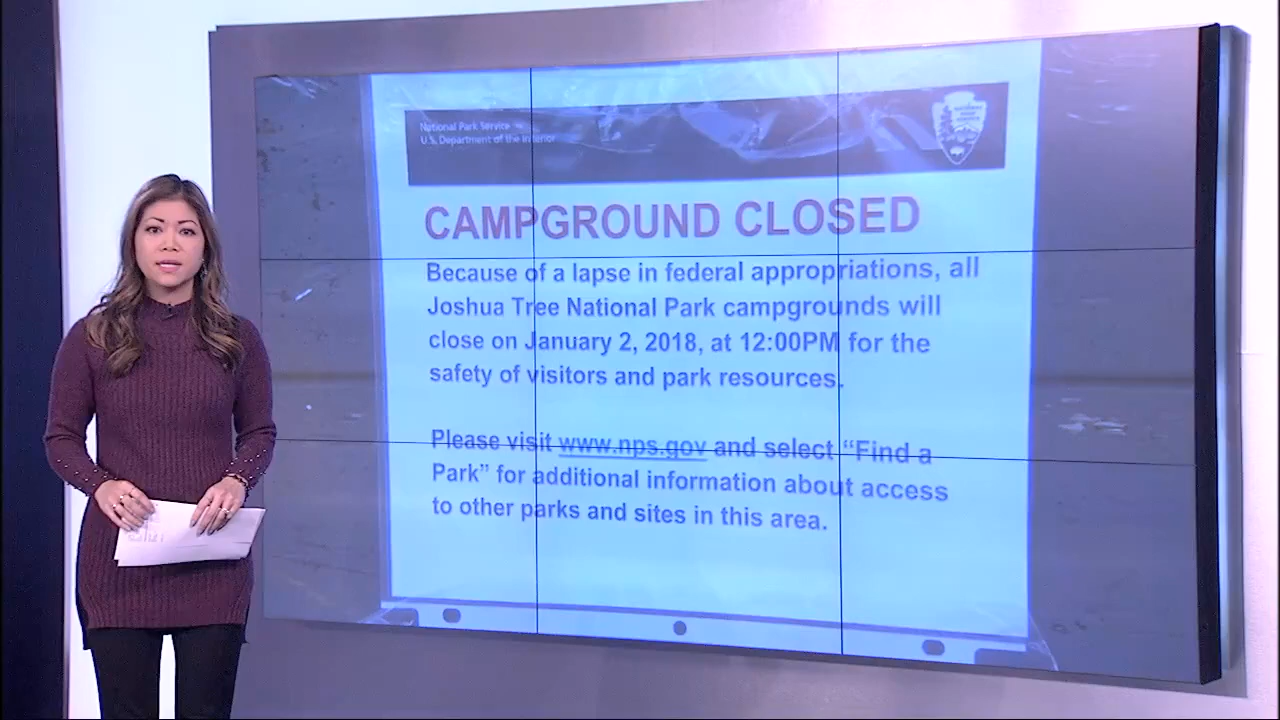 National Park Service
U.S. Department of the Interior
CAMPGROUND CLOSED
Because of a lapse in federal appropriations, all
Joshua Tree National Park campgrounds will
close on January 2, 2018, at 12:00PM for the
safety of visitors and park resources.
Please visit www.nps.gov and select “Find a
Park” for additional information about access
to other parks and sites in this area.